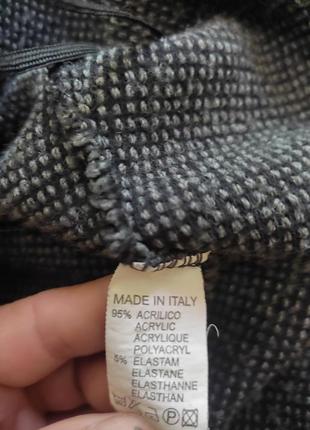 MADE IN ITALY
95% ACRILICO
ACRYLIC
ACRYLIQUE
POLYACRYL
5% ELASTAM
ELASTANE
ELASTHANNE
ELASTHAN
P